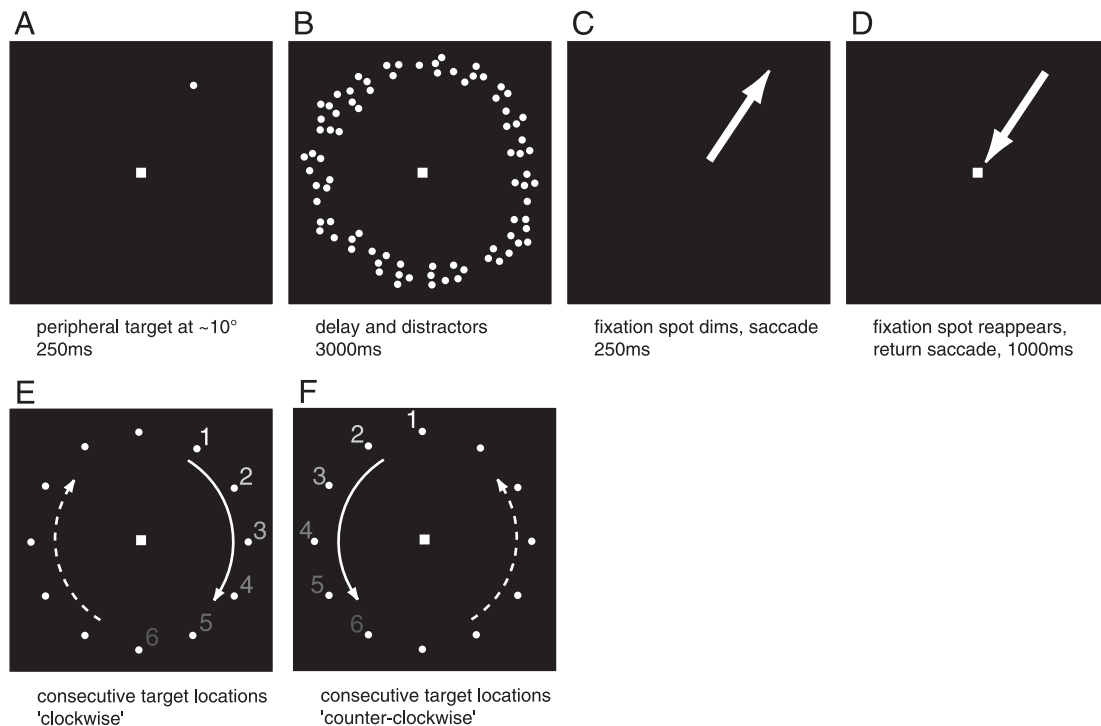 A
B
C
D
peripheral target at ~10°
250ms
delay and distractors
3000ms
fixation spot dims, saccade
250ms
fixation spot reappears,
return saccade, 1000ms
E
F
1
2
3
4
5
6
1
2
3
4
5
6
consecutive target locations
'clockwise'
consecutive target locations
'counter-clockwise'